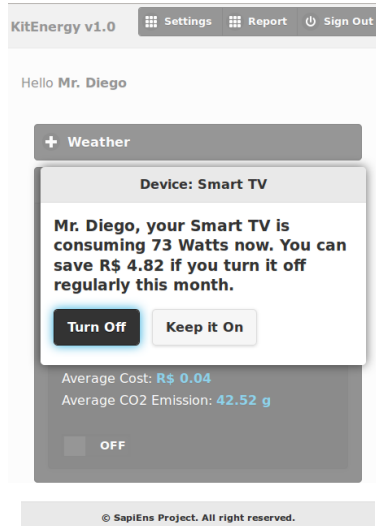 KitEnergy v1.0
Settings
Report
Sign Out
Hello Mr. Diego
Weather
Device: Smart TV
Mr. Diego, your Smart TV is
consuming 73 Watts now. You can
save R$ 4.82 if you turn it off
regularly this month.
Turn Off
Keep it On
Average Cost: R$ 0.04
Average CO2 Emission: 42.52 g
OFF
© SapiEns Project. All right reserved.